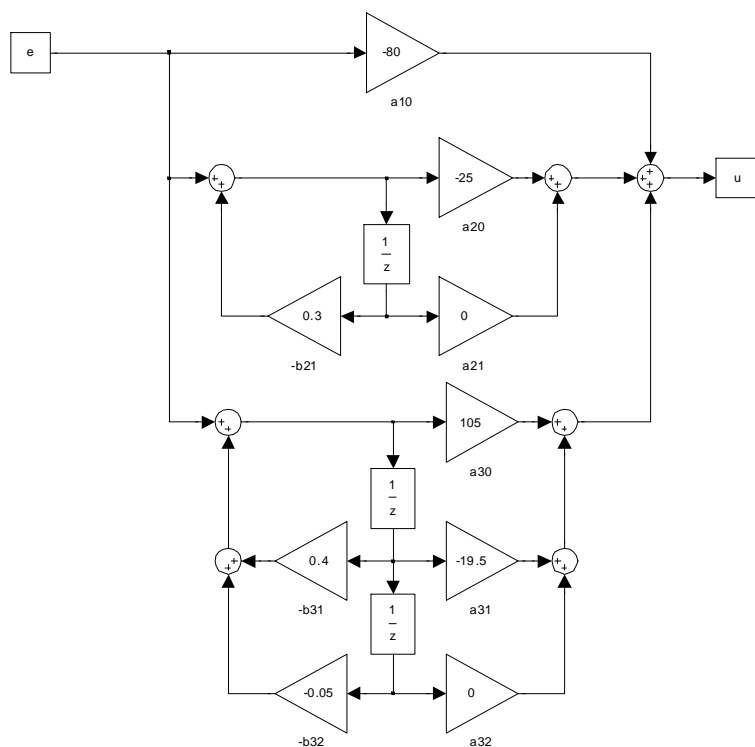 e
-80
a10
+
+
-25
+
+
+
+
+
u
a20
1
z
0.3
0
-b21
a21
+
+
105
+
+
a30
1
z
+
+
0.4
-19.5
+
+
-b31
a31
1
z
-0.05
0
-b32
a32